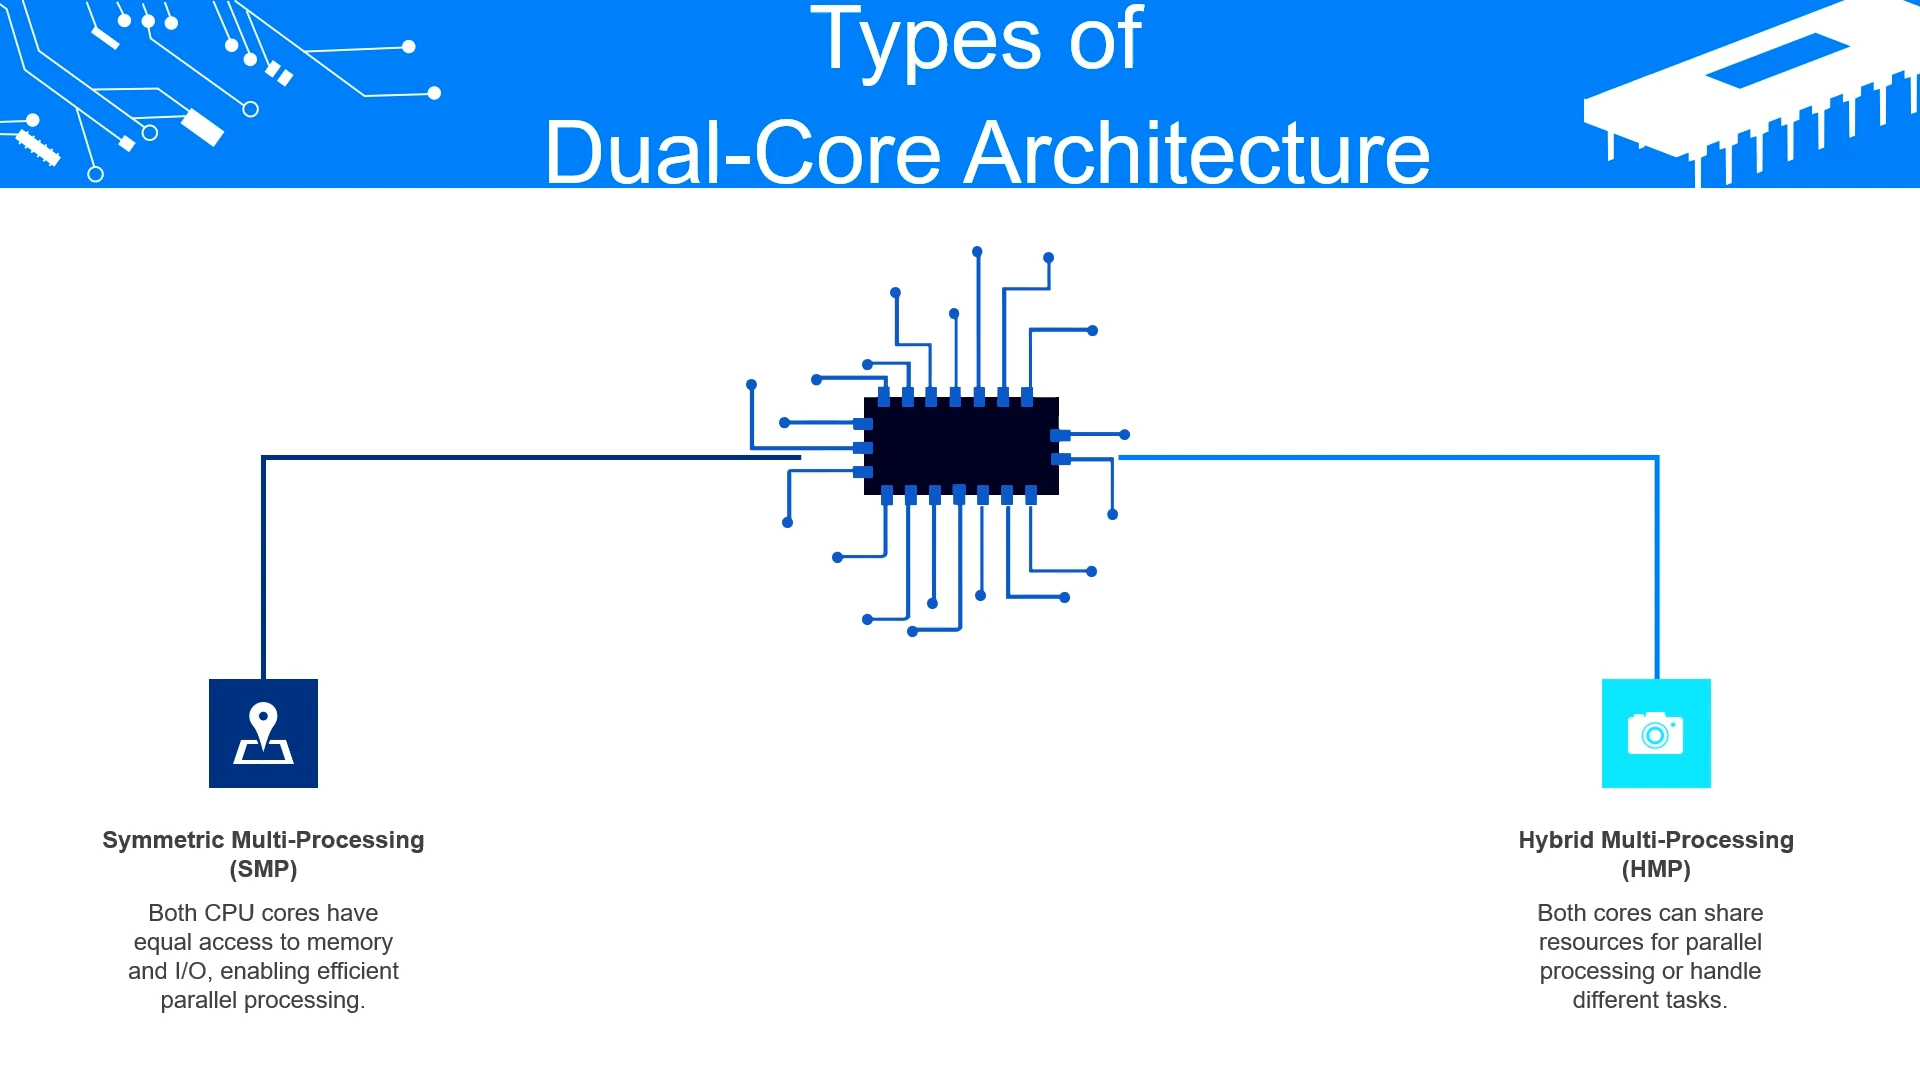 Types of
Dual-Core Architecture
Symmetric Multi-Processing
(SMP)
Both CPU cores have
equal access to memory
and I/O, enabling efficient
parallel processing.
Hybrid Multi-Processing
(HMP)
Both cores can share
resources for parallel
processing or handle
different tasks.